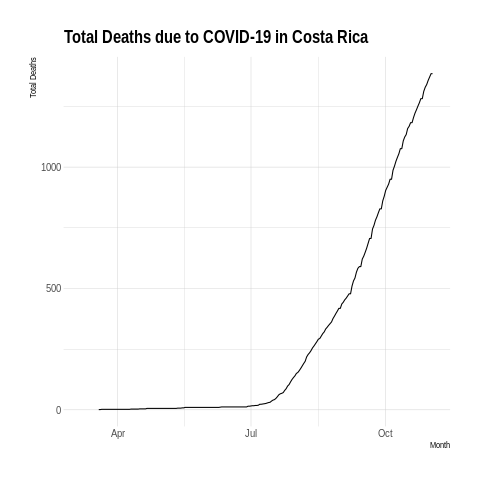 Total Deaths due to COVID-19 in Costa Rica
Total Deaths
1000
500
0
Apr
Jul
Oct
Month